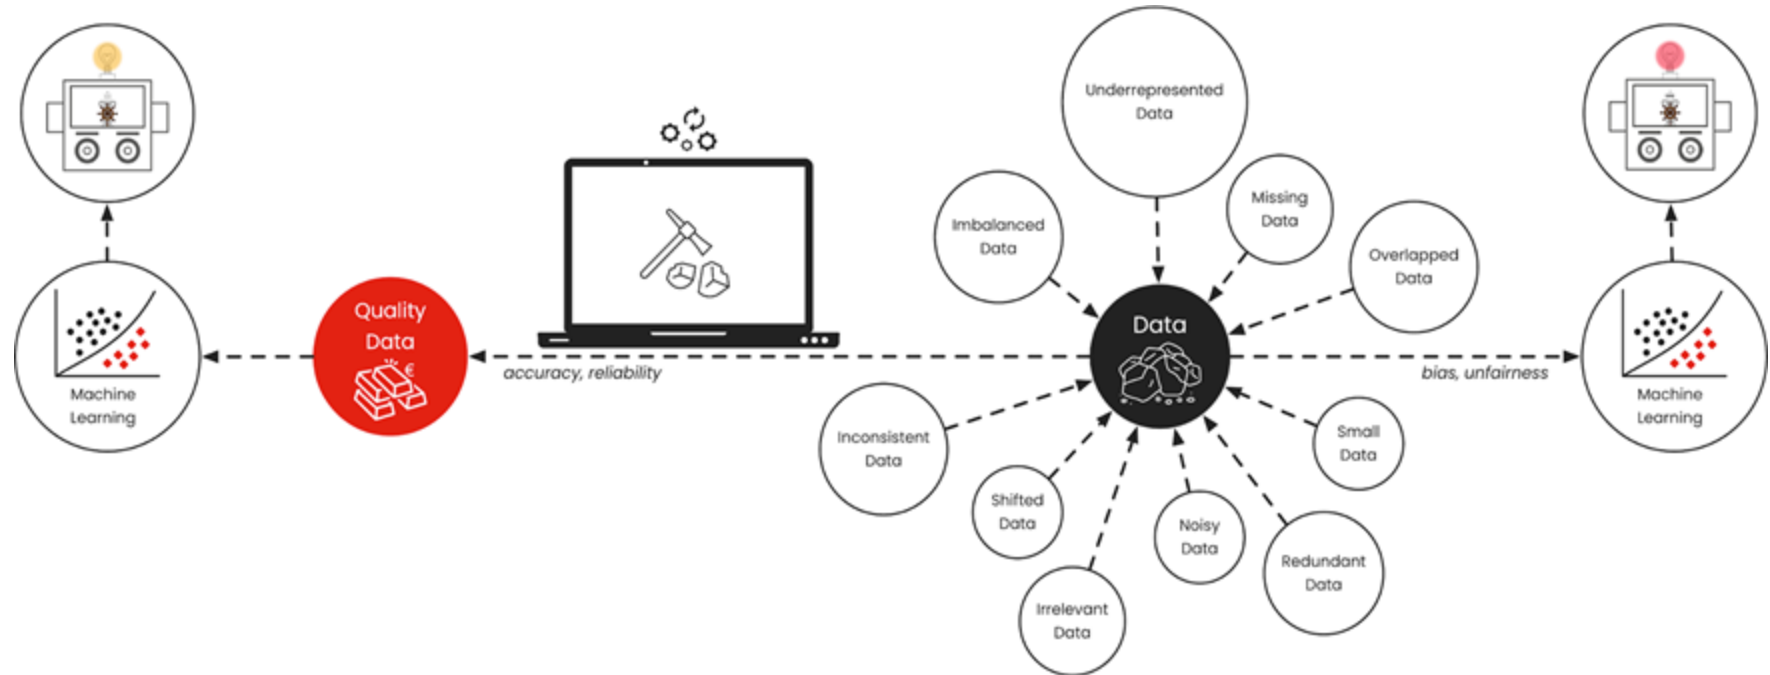 Underrepresented
Data
Missing
Data
Imbalanced
Data
Overlapped
Data
Quality
Data
€
Data
accuracy, reliability
bias, unfairness
Machine
Learning
Machine
Learning
Inconsistent
Data
Small
Data
Shifted
Data
Noisy
Data
Redundant
Data
Irrelevant
Data